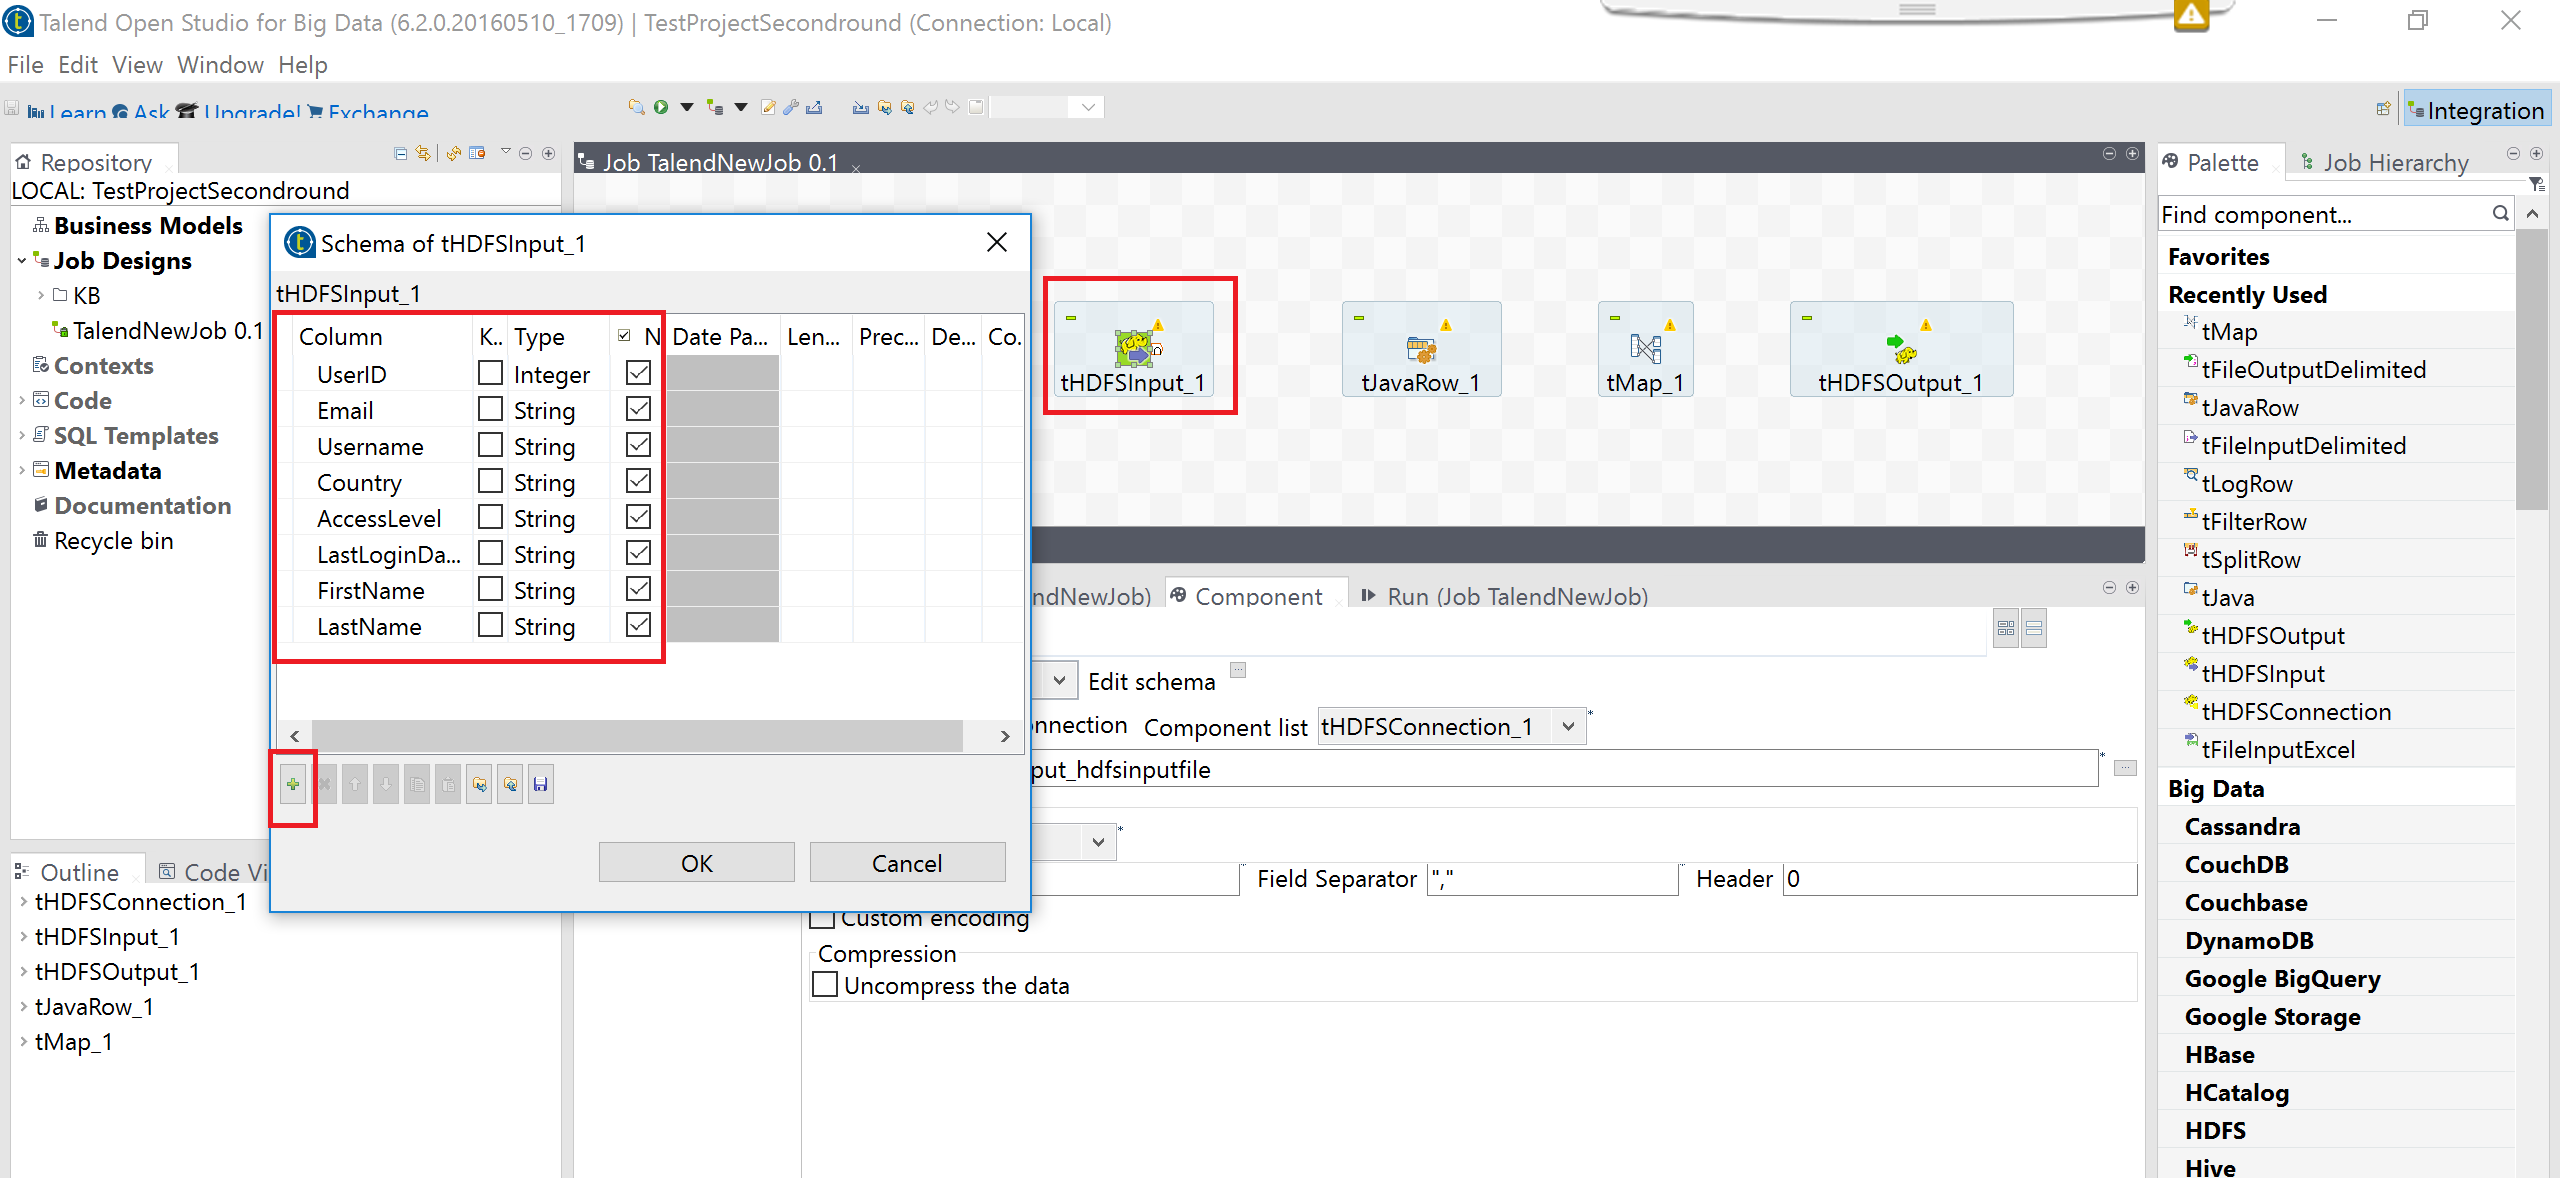 Talend Open Studio for Big Data (6.2.0.20160510_1709) | TestProjectSecondround (Connection: Local)
File Edit View Window Help
Learn Ask Upgrade! Exchange
Integration
Repository
LOCAL: TestProjectSecondround
Business Models
Job Designs
KB
TalendNewJob 0.1
Contexts
Code
SQL Templates
Metadata
Documentation
Recycle bin
Outline
Code Vi
tHDFSConnection_1
tHDFSInput_1
tHDFSOutput_1
tJavaRow_1
tMap_1
Schema of tHDFSInput_1
tHDFSInput_1
Column K.. Type N Date Pa... Len... Prec... De... Co.
UserID Integer
Email String
Username String
Country String
AccessLevel String
LastLoginDa... String
FirstName String
LastName String
OK Cancel
Job TalendNewJob 0.1
tHDFSInput_1
tJavaRow_1
tMap_1
tHDFSOutput_1
ndNewJob) Component Run (Job TalendNewJob)
Edit schema
nnection Component list tHDFSConnection_1 *
put_hdfsinputfile *
*
* Field Separator "," * Header 0
Custom encoding
Compression
Uncompress the data
Palette Job Hierarchy
Find component...
Favorites
Recently Used
tMap
tFileOutputDelimited
tJavaRow
tFileInputDelimited
tLogRow
tFilterRow
tSplitRow
tJava
tHDFSOutput
tHDFSInput
tHDFSConnection
tFileInputExcel
Big Data
Cassandra
CouchDB
Couchbase
DynamoDB
Google BigQuery
Google Storage
HBase
HCatalog
HDFS
Hive